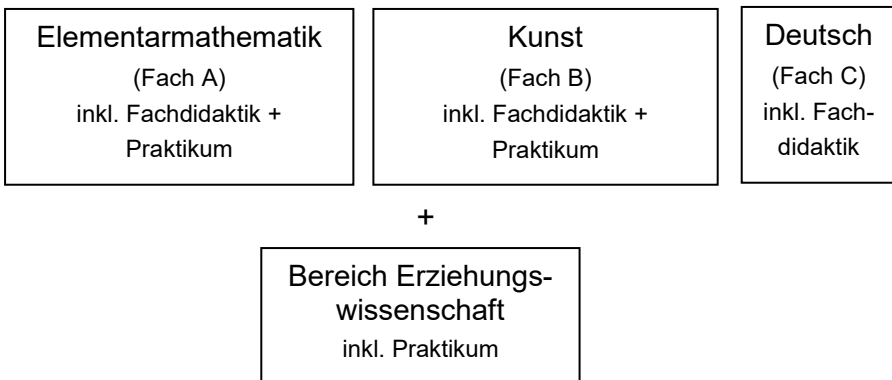 Elementarmathematik
(Fach A)
inkl. Fachdidaktik +
Praktikum
Kunst
(Fach B)
inkl. Fachdidaktik +
Praktikum
Deutsch
(Fach C)
inkl. Fach-
didaktik
+
Bereich Erziehungs-
wissenschaft
inkl. Praktikum